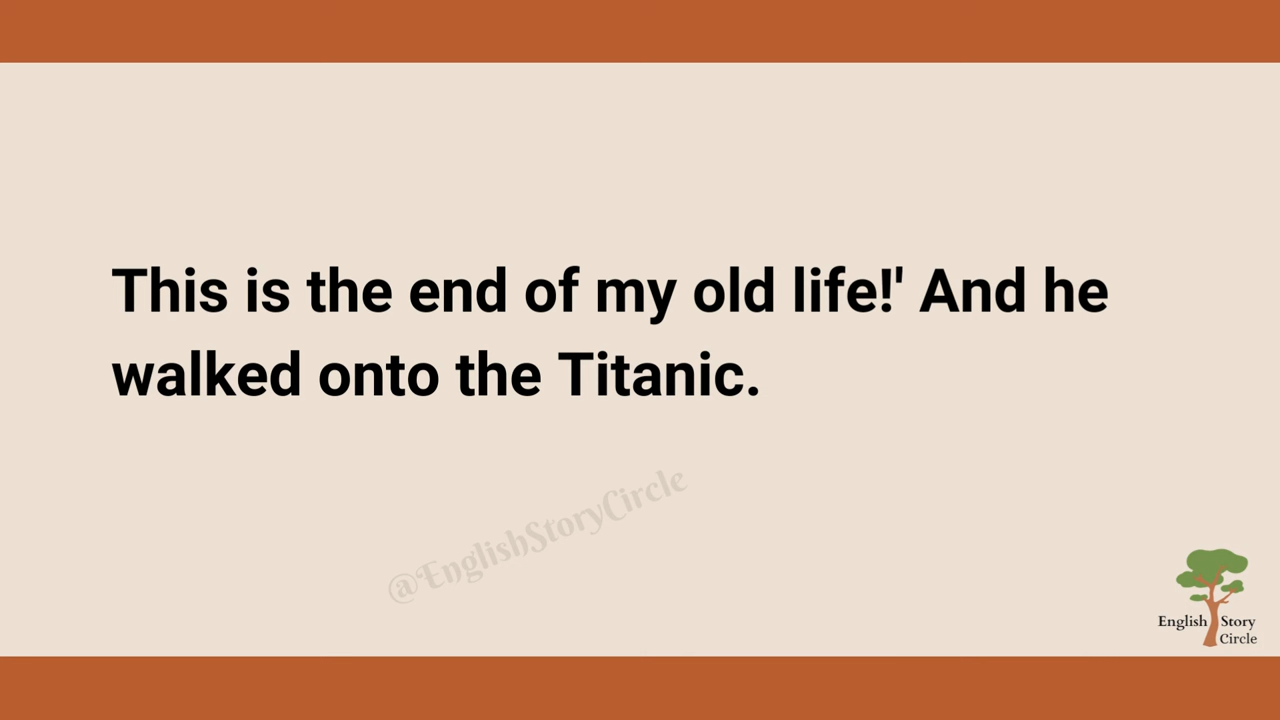 This is the end of my old life!' And he
walked onto the Titanic.
@EnglishStoryCircle
English Story
Circle